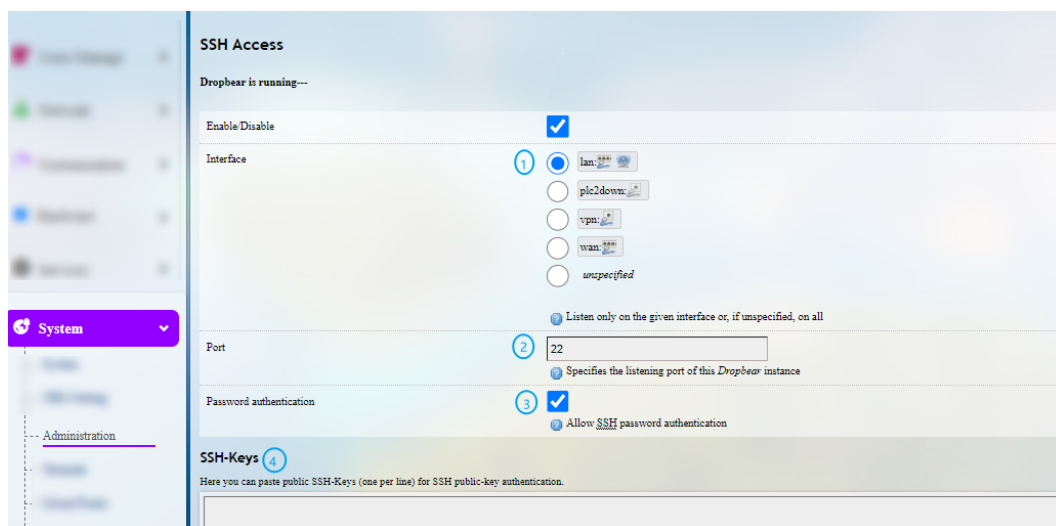 SSH Access
Dropbear is running---
Enable/Disable
Interface
1
lan:
plc2down:
vpn:
wan:
unspecified
Listen only on the given interface or, if unspecified, on all
Port
2
22
Specifies the listening port of this Dropbear instance
Password authentication
3
Allow SSH password authentication
SSH-Keys 4
Here you can paste public SSH-Keys (one per line) for SSH public-key authentication.
System
Administration